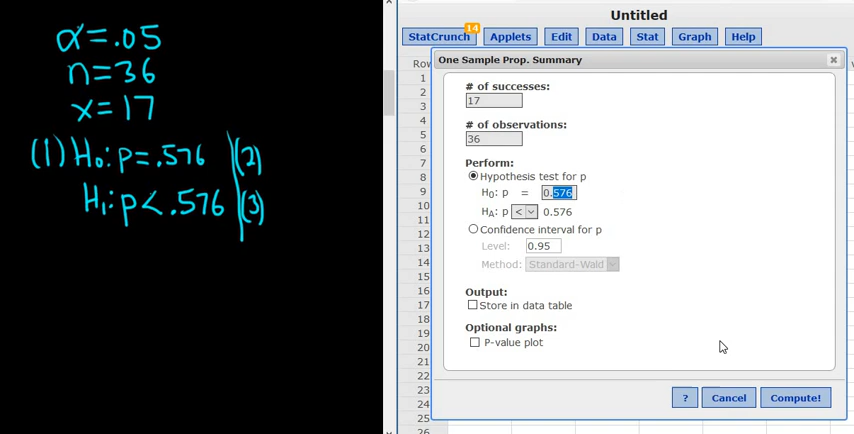 α = .05
n = 36
x = 17
(1) H₀: p = .576 (2)
H₁: p < .576 (3)
Untitled
StatCrunch 14 Applets Edit Data Stat Graph Help
Row
One Sample Prop. Summary
# of successes:
17
# of observations:
36
Perform:
Hypothesis test for p
H₀: p = 0.576
Hᴀ: p < 0.576
Confidence interval for p
Level: 0.95
Method: Standard-Wald
Output:
Store in data table
Optional graphs:
P-value plot
? Cancel Compute!
1
2
3
4
5
6
7
8
9
10
11
12
13
14
15
16
17
18
19
20
21
22
23
24
25
26